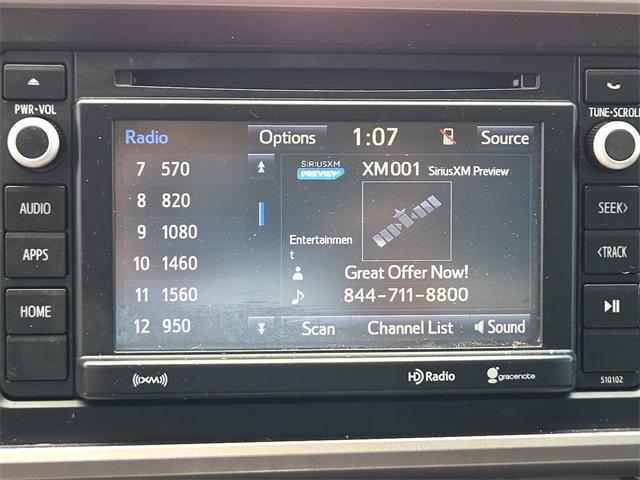 PWR•VOL
TUNE•SCROLL
AUDIO
APPS
HOME
Radio
Options
1:07
Source
7 570
8 820
9 1080
10 1460
11 1560
12 950
SIRIUSXM
PREVIEW
XM001 SiriusXM Preview
Entertainmen
t
Great Offer Now!
844-711-8800
Scan
Channel List
Sound
SEEK>
<TRACK
((XM))
HD Radio
gracenote
510102